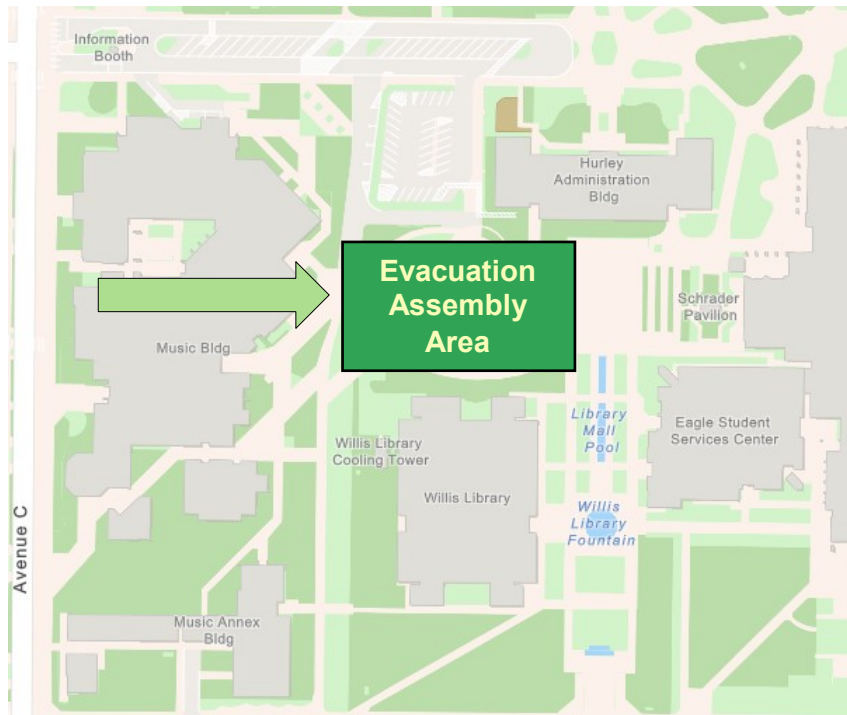 Information
Booth
Hurley
Administration
Bldg
Evacuation
Assembly
Area
Schrader
Pavilion
Music Bldg
Library
Mall
Pool
Eagle Student
Services Center
Willis Library
Cooling Tower
Willis Library
Willis
Library
Fountain
Avenue C
Music Annex
Bldg